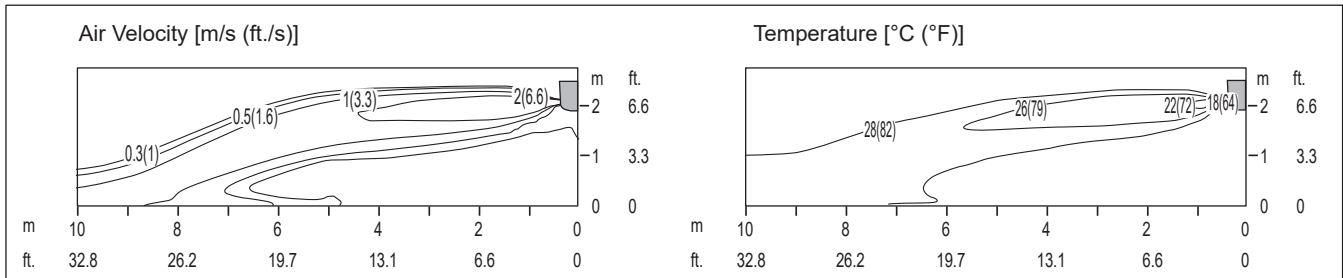 Air Velocity [m/s (ft./s)]
m ft.
2(6.6)
1(3.3)
0.5(1.6)
0.3(1)
2 6.6
1 3.3
0 0
m 10 8 6 4 2 0
ft. 32.8 26.2 19.7 13.1 6.6 0
Temperature [°C (°F)]
m ft.
18(64)
22(72)
26(79)
28(82)
2 6.6
1 3.3
0 0
m 10 8 6 4 2 0
ft. 32.8 26.2 19.7 13.1 6.6 0